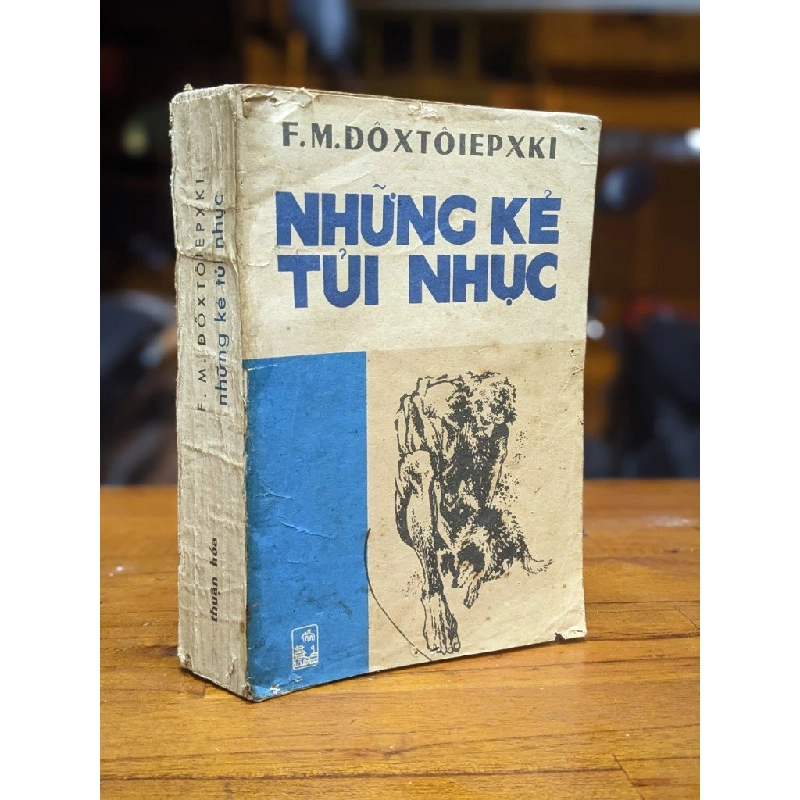 F.M.ĐÔXTÔIEPXKI
NHỮNG KẺ
TỦI NHỤC
F. M. ĐÔXTÔIEPXKI
những kẻ tủi nhục
thuận hóa